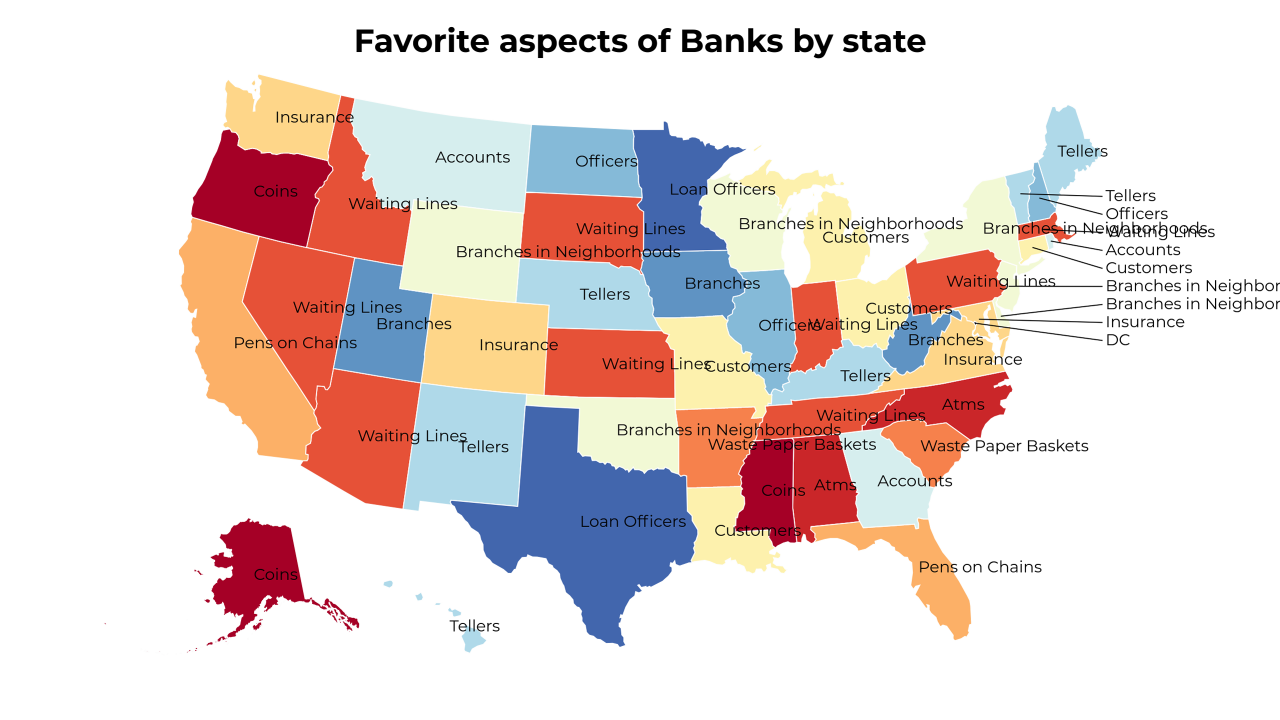 Favorite aspects of Banks by state
Insurance
Accounts
Officers
Tellers
Coins
Loan Officers
Tellers
Waiting Lines
Officers
Branches in Neighborhoods
Waiting Lines
Branches in Neighborhoods
Waiting Lines
Customers
Accounts
Branches in Neighborhoods
Customers
Waiting Lines
Branches
Branches in Neighbor
Tellers
Branches in Neighbor
Waiting Lines
Customers
Insurance
Branches
Officers
Waiting Lines
Pens on Chains
Insurance
Branches
DC
Waiting Lines
Customers
Insurance
Tellers
Atms
Waiting Lines
Waiting Lines
Tellers
Branches in Neighborhoods
Waste Paper Baskets
Waste Paper Baskets
Accounts
Coins
Atms
Loan Officers
Customers
Pens on Chains
Coins
Tellers